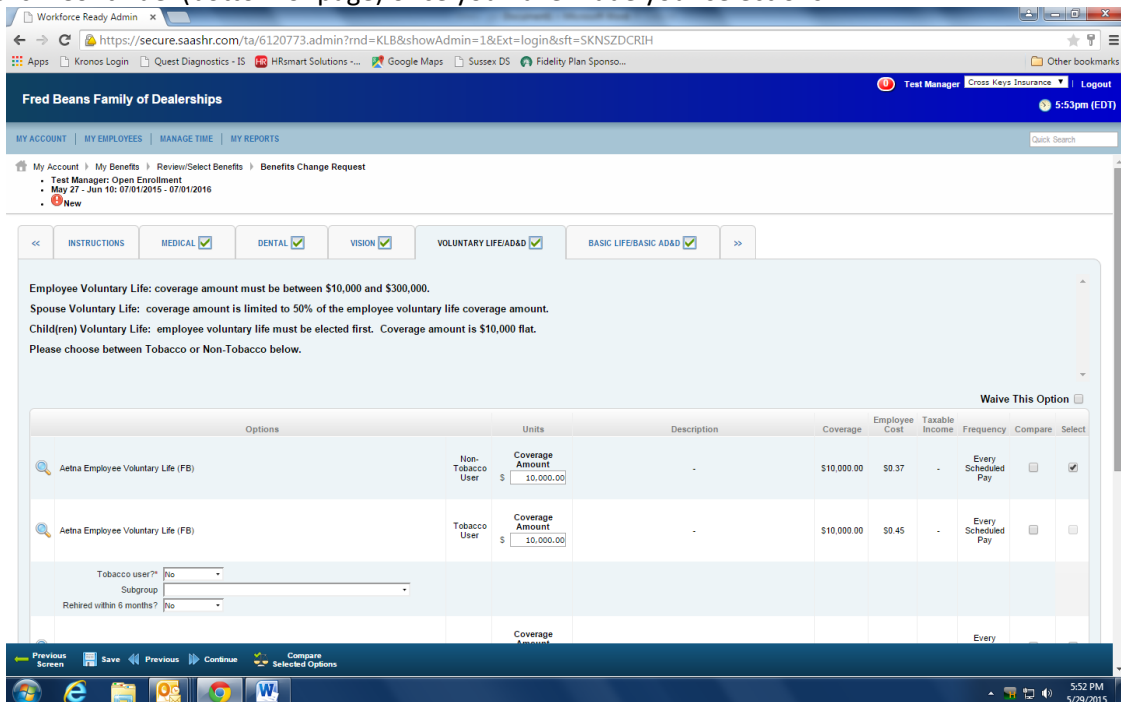 Workforce Ready Admin ×
https://secure.saashr.com/ta/6120773.admin?rnd=KLB&showAdmin=1&Ext=login&sft=SKNSZDCRIH
Apps Kronos Login Quest Diagnostics - IS HRsmart Solutions -... Google Maps Sussex DS Fidelity Plan Sponso... Other bookmarks
Fred Beans Family of Dealerships
0 Test Manager Cross Keys Insurance | Logout
5:53pm (EDT)
MY ACCOUNT | MY EMPLOYEES | MANAGE TIME | MY REPORTS Quick Search
My Account My Benefits Review/Select Benefits Benefits Change Request
• Test Manager: Open Enrollment
• May 27 - Jun 10: 07/01/2015 - 07/01/2016
• New
<< INSTRUCTIONS MEDICAL DENTAL VISION VOLUNTARY LIFE/AD&D BASIC LIFE/BASIC AD&D >>
Employee Voluntary Life: coverage amount must be between $10,000 and $300,000.
Spouse Voluntary Life: coverage amount is limited to 50% of the employee voluntary life coverage amount.
Child(ren) Voluntary Life: employee voluntary life must be elected first. Coverage amount is $10,000 flat.
Please choose between Tobacco or Non-Tobacco below.
Waive This Option
Options Units Description Coverage Employee Cost Taxable Income Frequency Compare Select
Aetna Employee Voluntary Life (FB) Non-Tobacco User Coverage Amount $ 10,000.00 - $10,000.00 $0.37 - Every Scheduled Pay
Aetna Employee Voluntary Life (FB) Tobacco User Coverage Amount $ 10,000.00 - $10,000.00 $0.45 - Every Scheduled Pay
Tobacco user?* No
Subgroup
Rehired within 6 months? No
Coverage Amount Every
Previous Screen Save Previous Continue Compare Selected Options
5:52 PM
5/29/2015